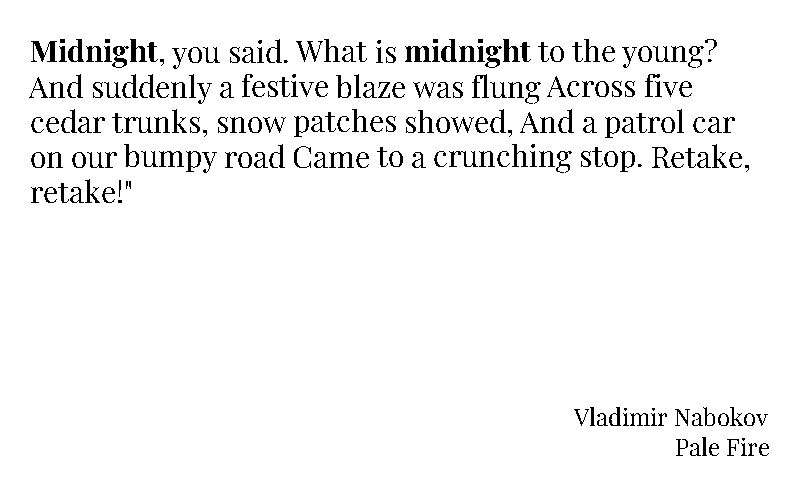 Midnight, you said. What is midnight to the young?
And suddenly a festive blaze was flung Across five
cedar trunks, snow patches showed, And a patrol car
on our bumpy road Came to a crunching stop. Retake,
retake!"
Vladimir Nabokov
Pale Fire